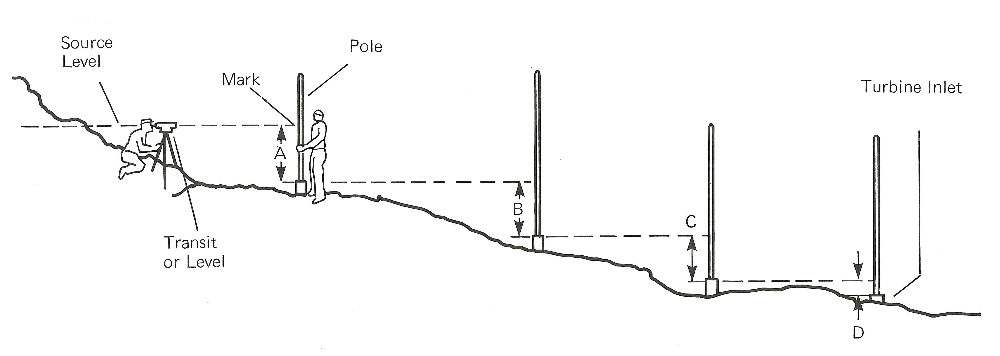 Source
Level
Mark
Pole
Turbine Inlet
A
B
C
D
Transit
or Level